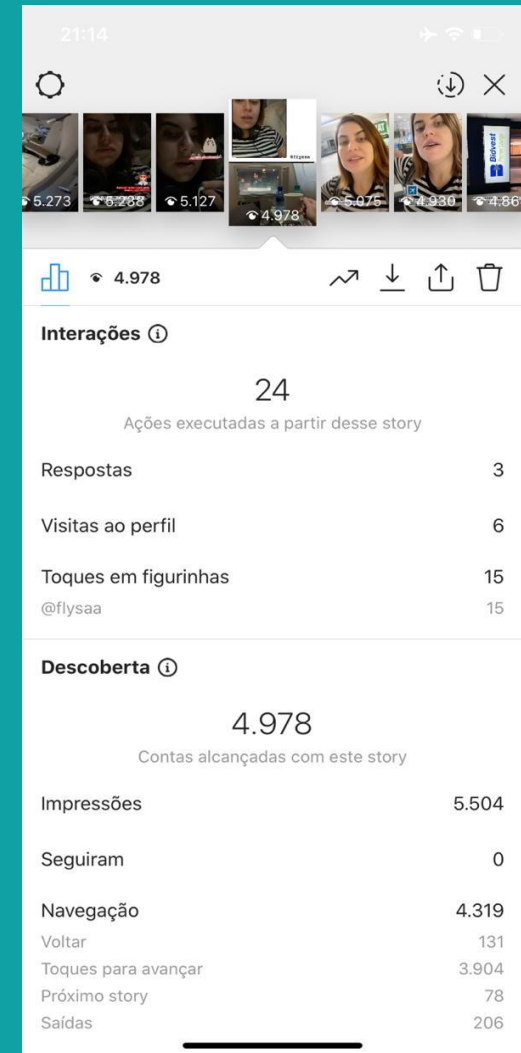 21:14
5.273
5.288
5.127
4.978
5.075
4.930
4.86
Bidvest
4.978
Interações
24
Ações executadas a partir desse story
Respostas 3
Visitas ao perfil 6
Toques em figurinhas 15
@flysaa 15
Descoberta
4.978
Contas alcançadas com este story
Impressões 5.504
Seguiram 0
Navegação 4.319
Voltar 131
Toques para avançar 3.904
Próximo story 78
Saídas 206